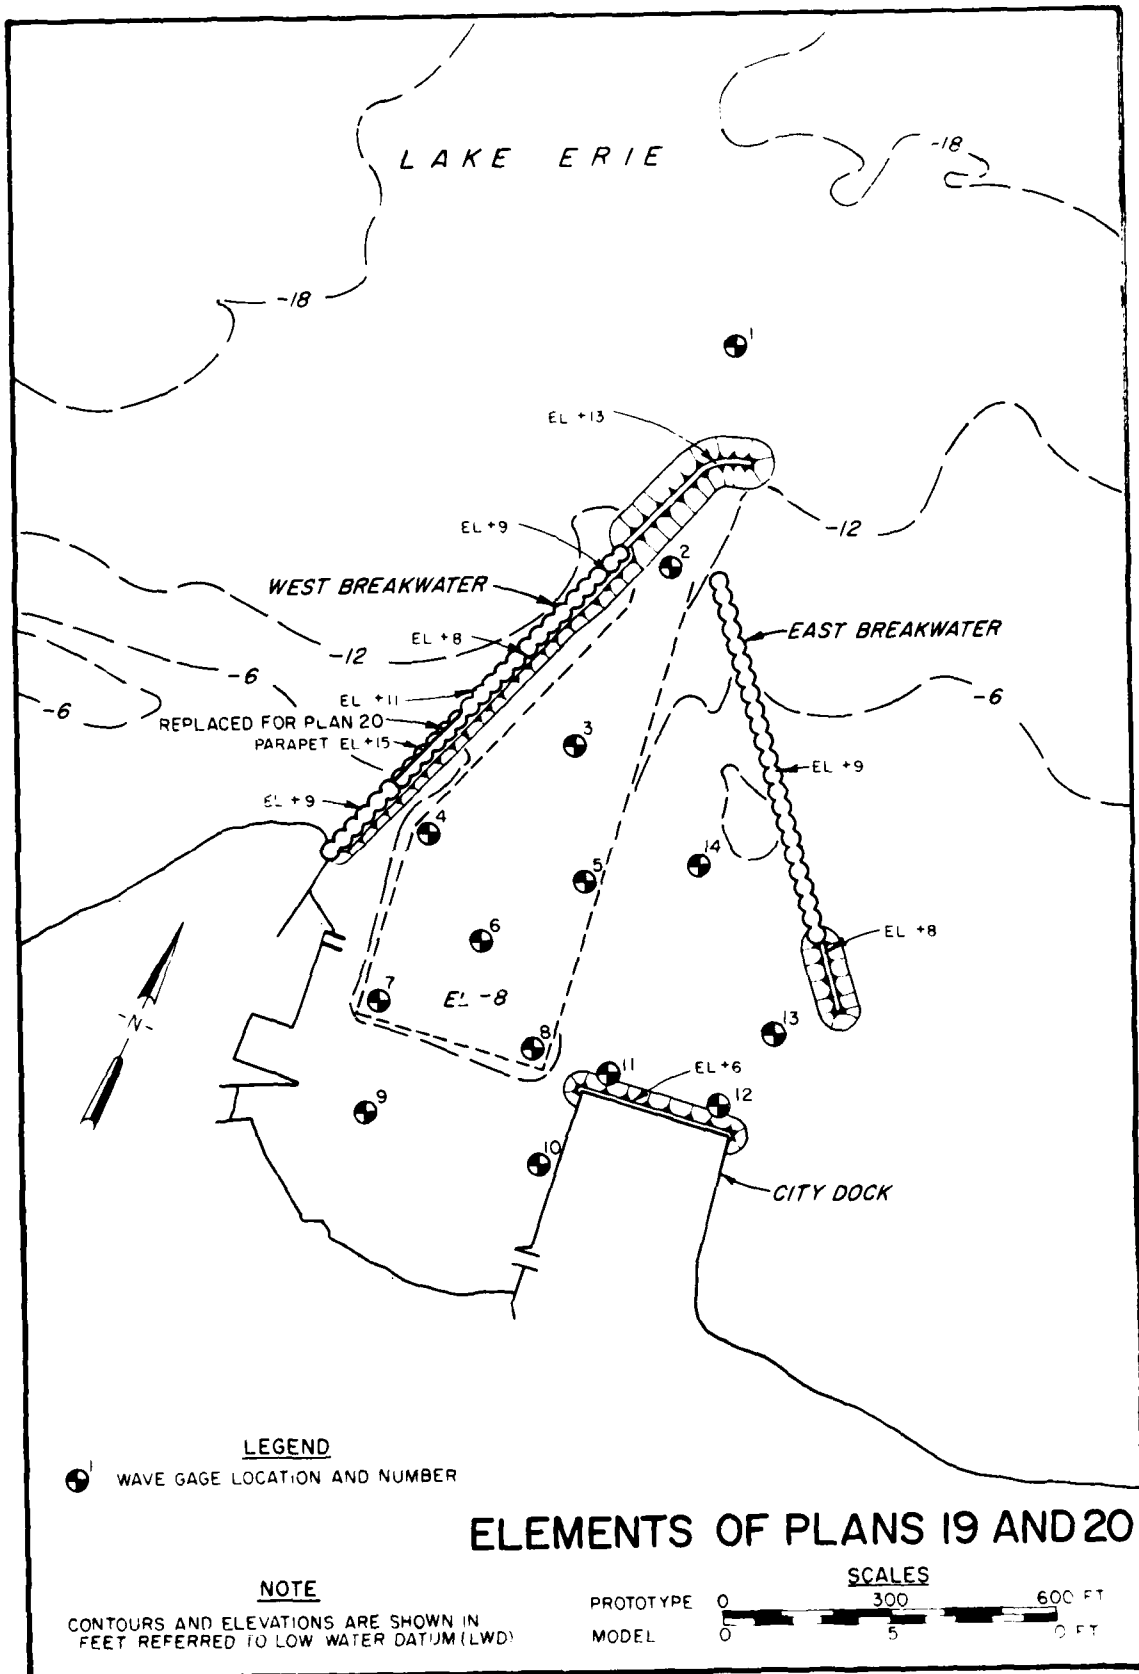 LAKE ERIE
-18
-18
1
EL +13
-12
EL +9
2
WEST BREAKWATER
EAST BREAKWATER
EL +8
-12
-6
-6
EL +11
-6
REPLACED FOR PLAN 20
3
PARAPET EL +15
EL +9
EL +9
4
14
5
6
EL +8
7
EL -8
-N-
8
13
11
EL +6
9
12
10
CITY DOCK
LEGEND
1
WAVE GAGE LOCATION AND NUMBER
ELEMENTS OF PLANS 19 AND 20
NOTE
CONTOURS AND ELEVATIONS ARE SHOWN IN
FEET REFERRED TO LOW WATER DATUM (LWD)
SCALES
PROTOTYPE 0 300 600 FT
MODEL 0 5 0 FT